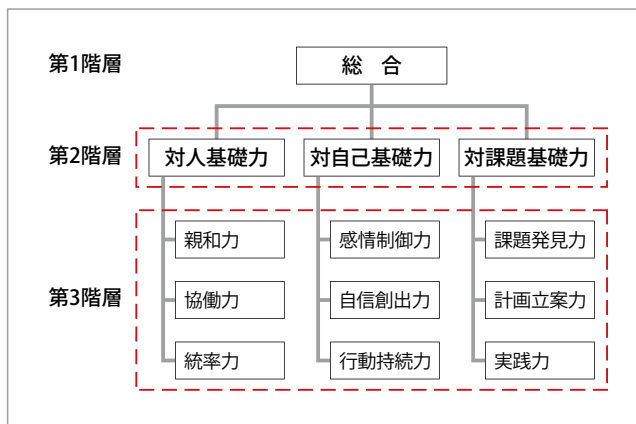 第1階層
総　合
第2階層
対人基礎力
対自己基礎力
対課題基礎力
第3階層
親和力
感情制御力
課題発見力
協働力
自信創出力
計画立案力
統率力
行動持続力
実践力